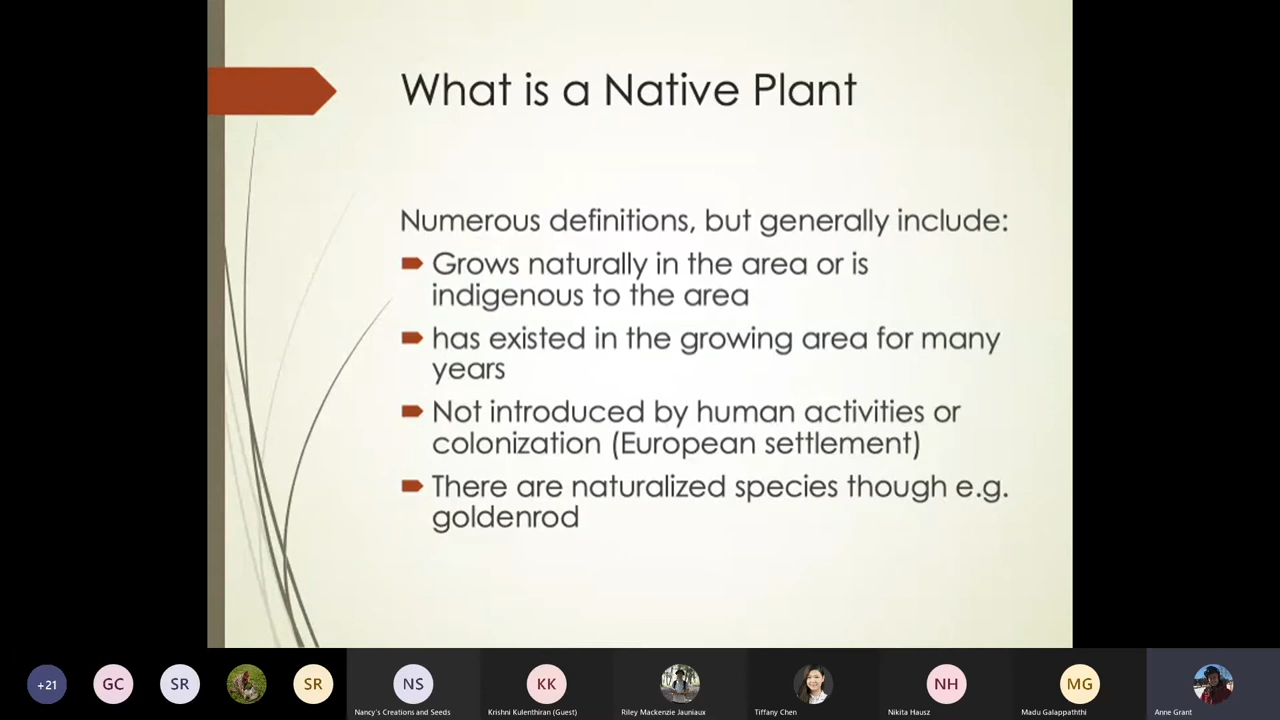 What is a Native Plant
Numerous definitions, but generally include:
Grows naturally in the area or is
indigenous to the area
has existed in the growing area for many
years
Not introduced by human activities or
colonization (European settlement)
There are naturalized species though e.g.
goldenrod
+21
GC
SR
SR
NS
KK
NH
MG
Nancy's Creations and Seeds
Krishni Kulenthiran (Guest)
Riley Mackenzie Jauniaux
Tiffany Chen
Nikita Hausz
Madu Galappaththi
Anne Grant